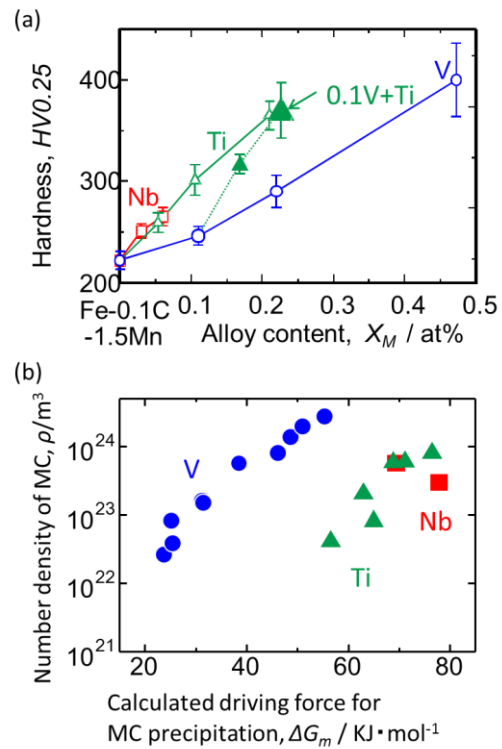 (a)
Hardness, HV0.25
400
300
200
V
0.1V+Ti
Ti
Nb
Fe-0.1C
-1.5Mn
0.1
0.2
0.3
0.4
0.5
Alloy content, X_M / at%
(b)
Number density of MC, ρ/m³
10²⁴
10²³
10²²
10²¹
V
Nb
Ti
20
40
60
80
Calculated driving force for
MC precipitation, ΔG_m / KJ・mol⁻¹